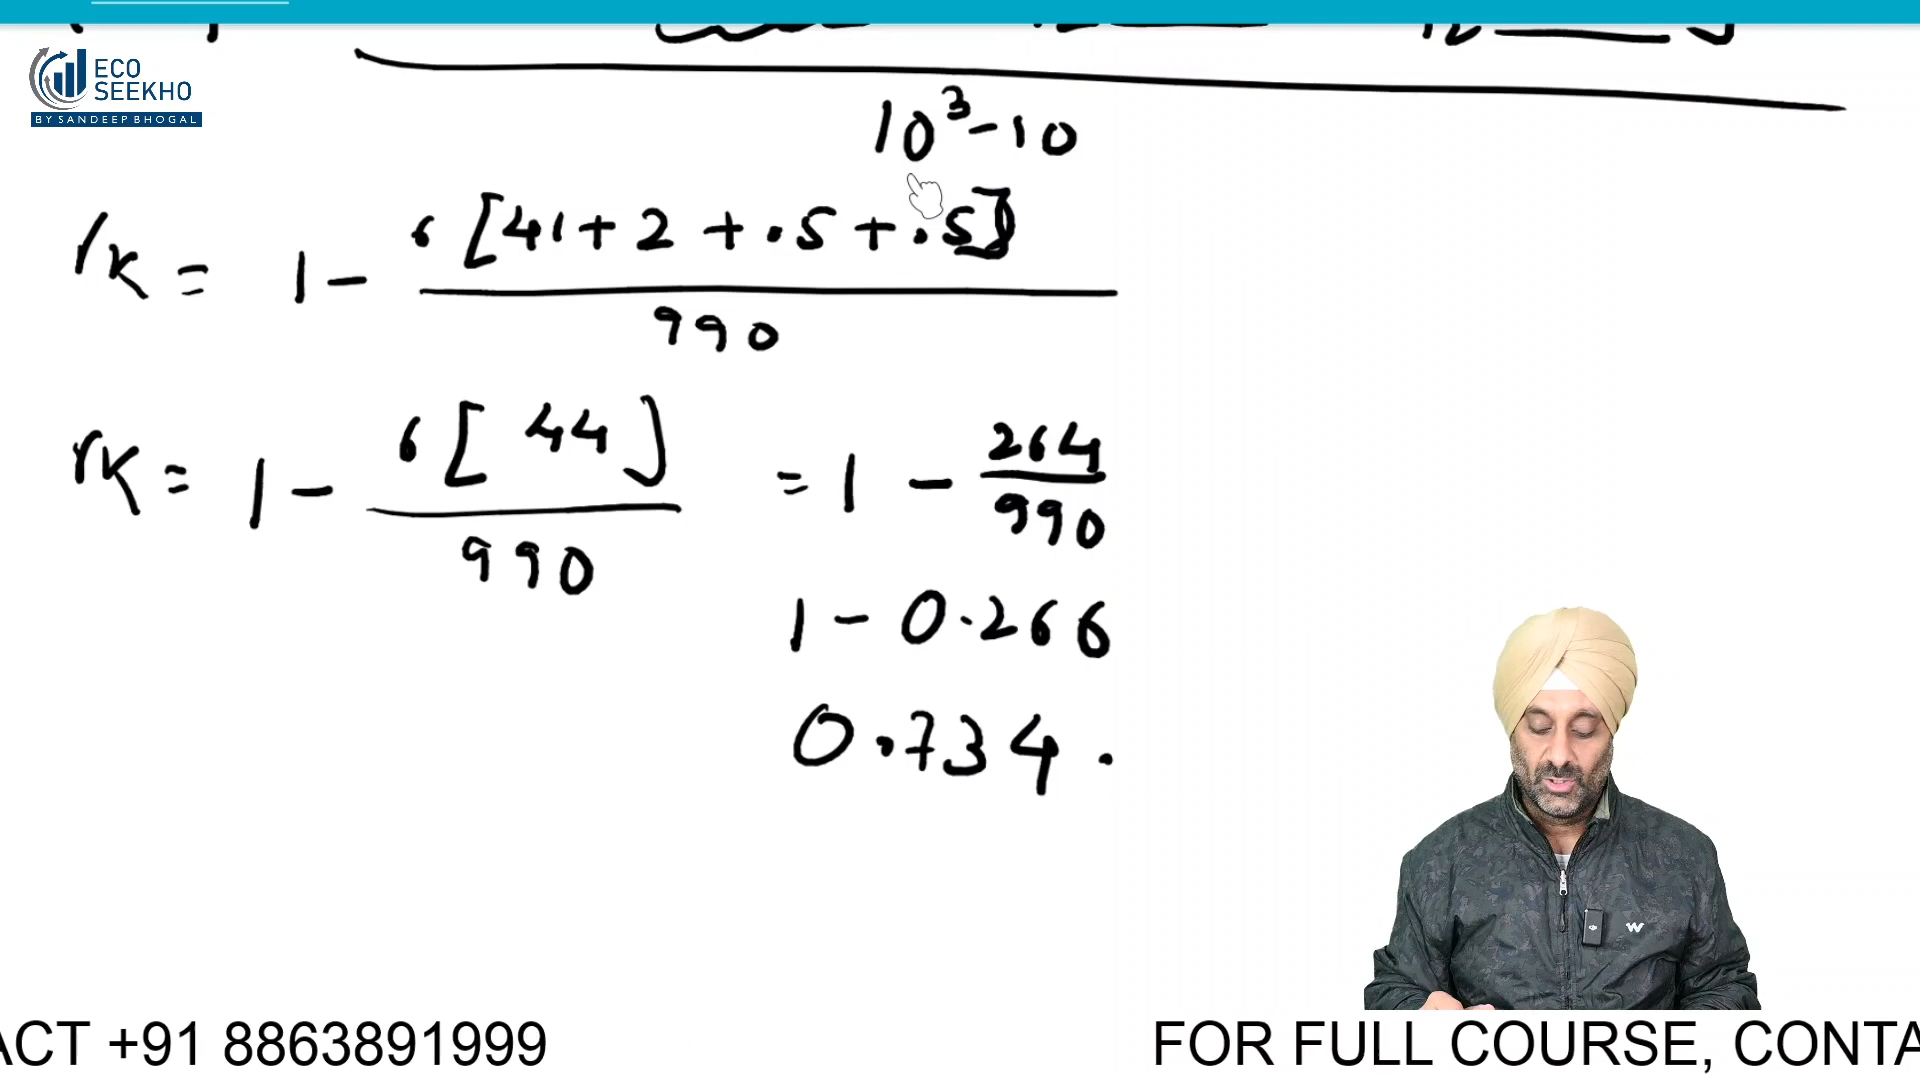 ECO
SEEKHO
BY SANDEEP BHOGAL
10³-10
rk = 1 - 6 [41+2 + .5 + .5] / 990
rk = 1 - 6 [ 44 ] / 990 = 1 - 264 / 990
1 - 0.266
0.734.
ACT +91 8863891999
FOR FULL COURSE, CONTA